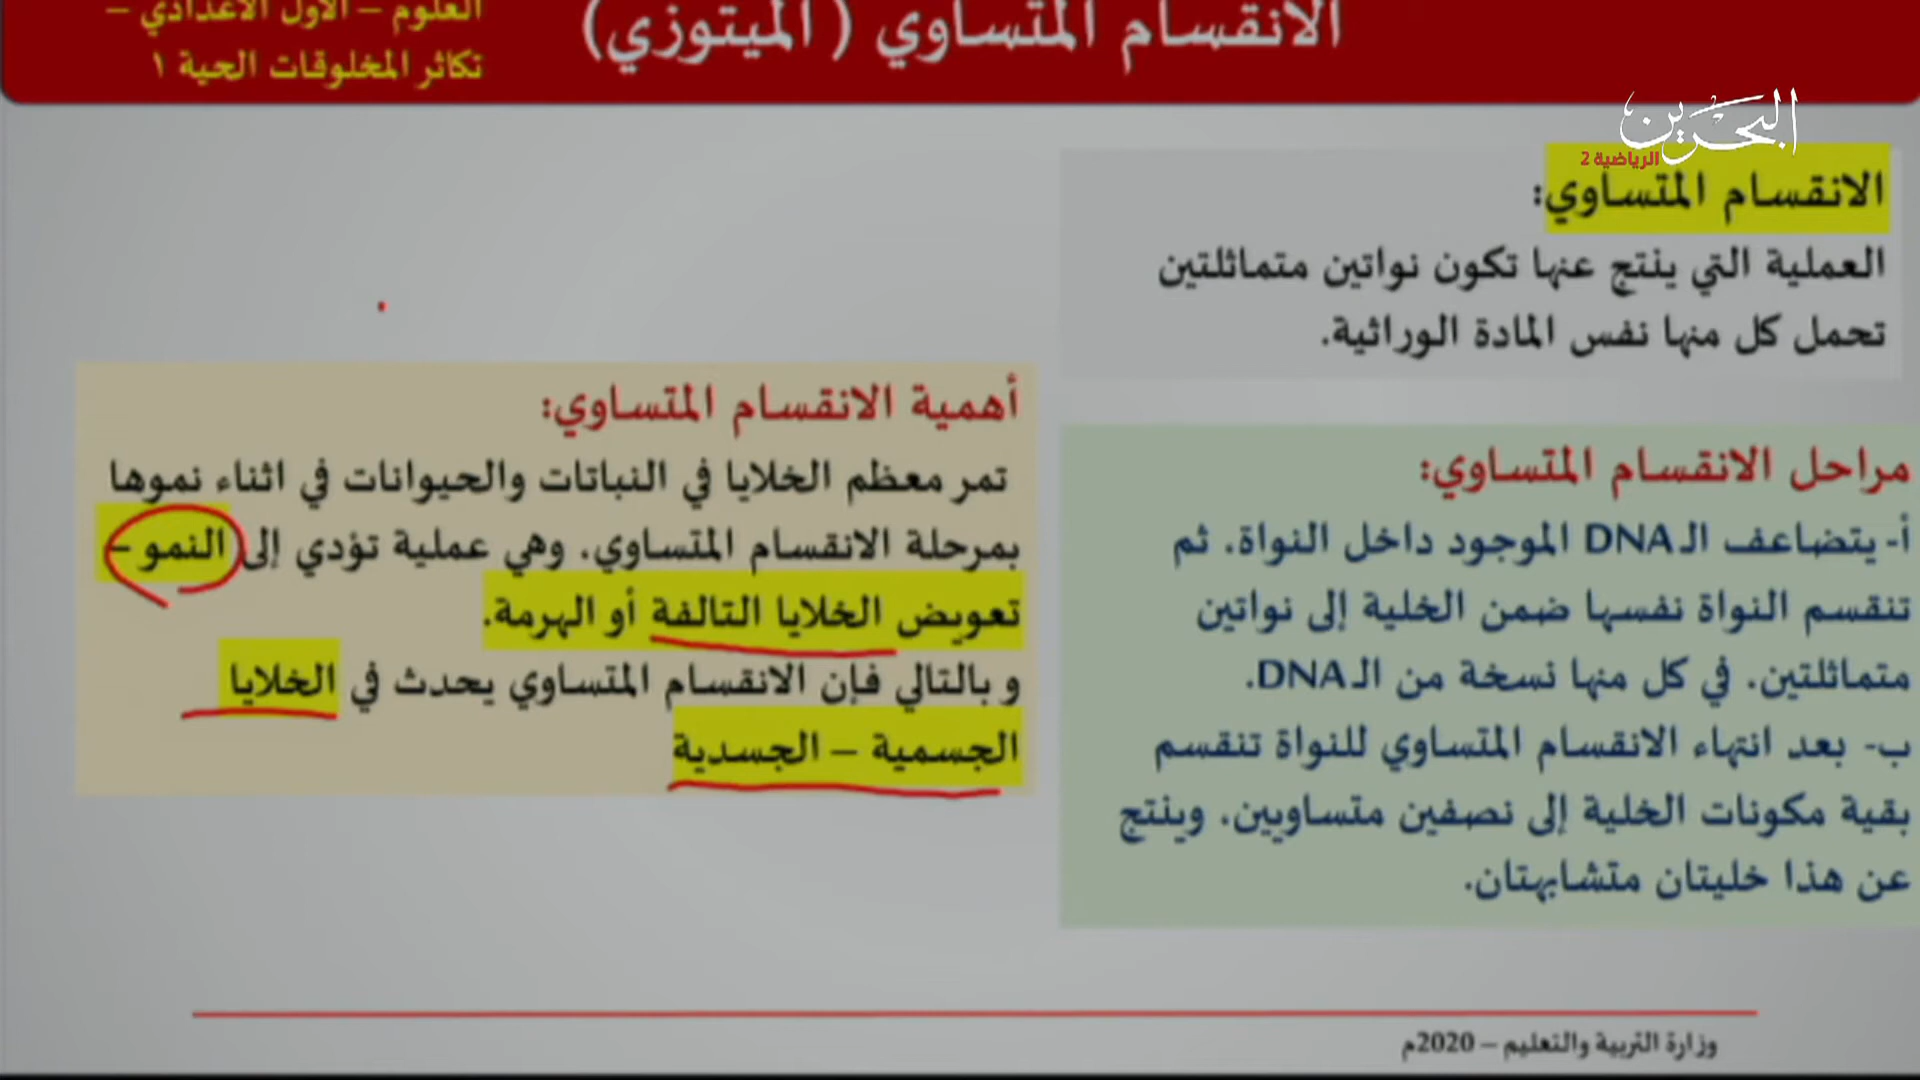 الانقسام المتساوي ( الميتوزي)
العلوم – الأول الاعدادي –
تكاثر المخلوقات الحية ١
البحرين
الرياضية 2
الانقسام المتساوي:
العملية التي ينتج عنها تكون نواتين متماثلتين
تحمل كل منها نفس المادة الوراثية.
مراحل الانقسام المتساوي:
أ- يتضاعف الـDNA الموجود داخل النواة. ثم
تنقسم النواة نفسها ضمن الخلية إلى نواتين
متماثلتين. في كل منها نسخة من الـDNA.
ب- بعد انتهاء الانقسام المتساوي للنواة تنقسم
بقية مكونات الخلية إلى نصفين متساويين. وينتج
عن هذا خليتان متشابهتان.
أهمية الانقسام المتساوي:
تمر معظم الخلايا في النباتات والحيوانات في اثناء نموها
بمرحلة الانقسام المتساوي. وهي عملية تؤدي إلى النمو –
تعويض الخلايا التالفة أو الهرمة.
و بالتالي فإن الانقسام المتساوي يحدث في الخلايا
الجسمية – الجسدية
وزارة التربية والتعليم – 2020م